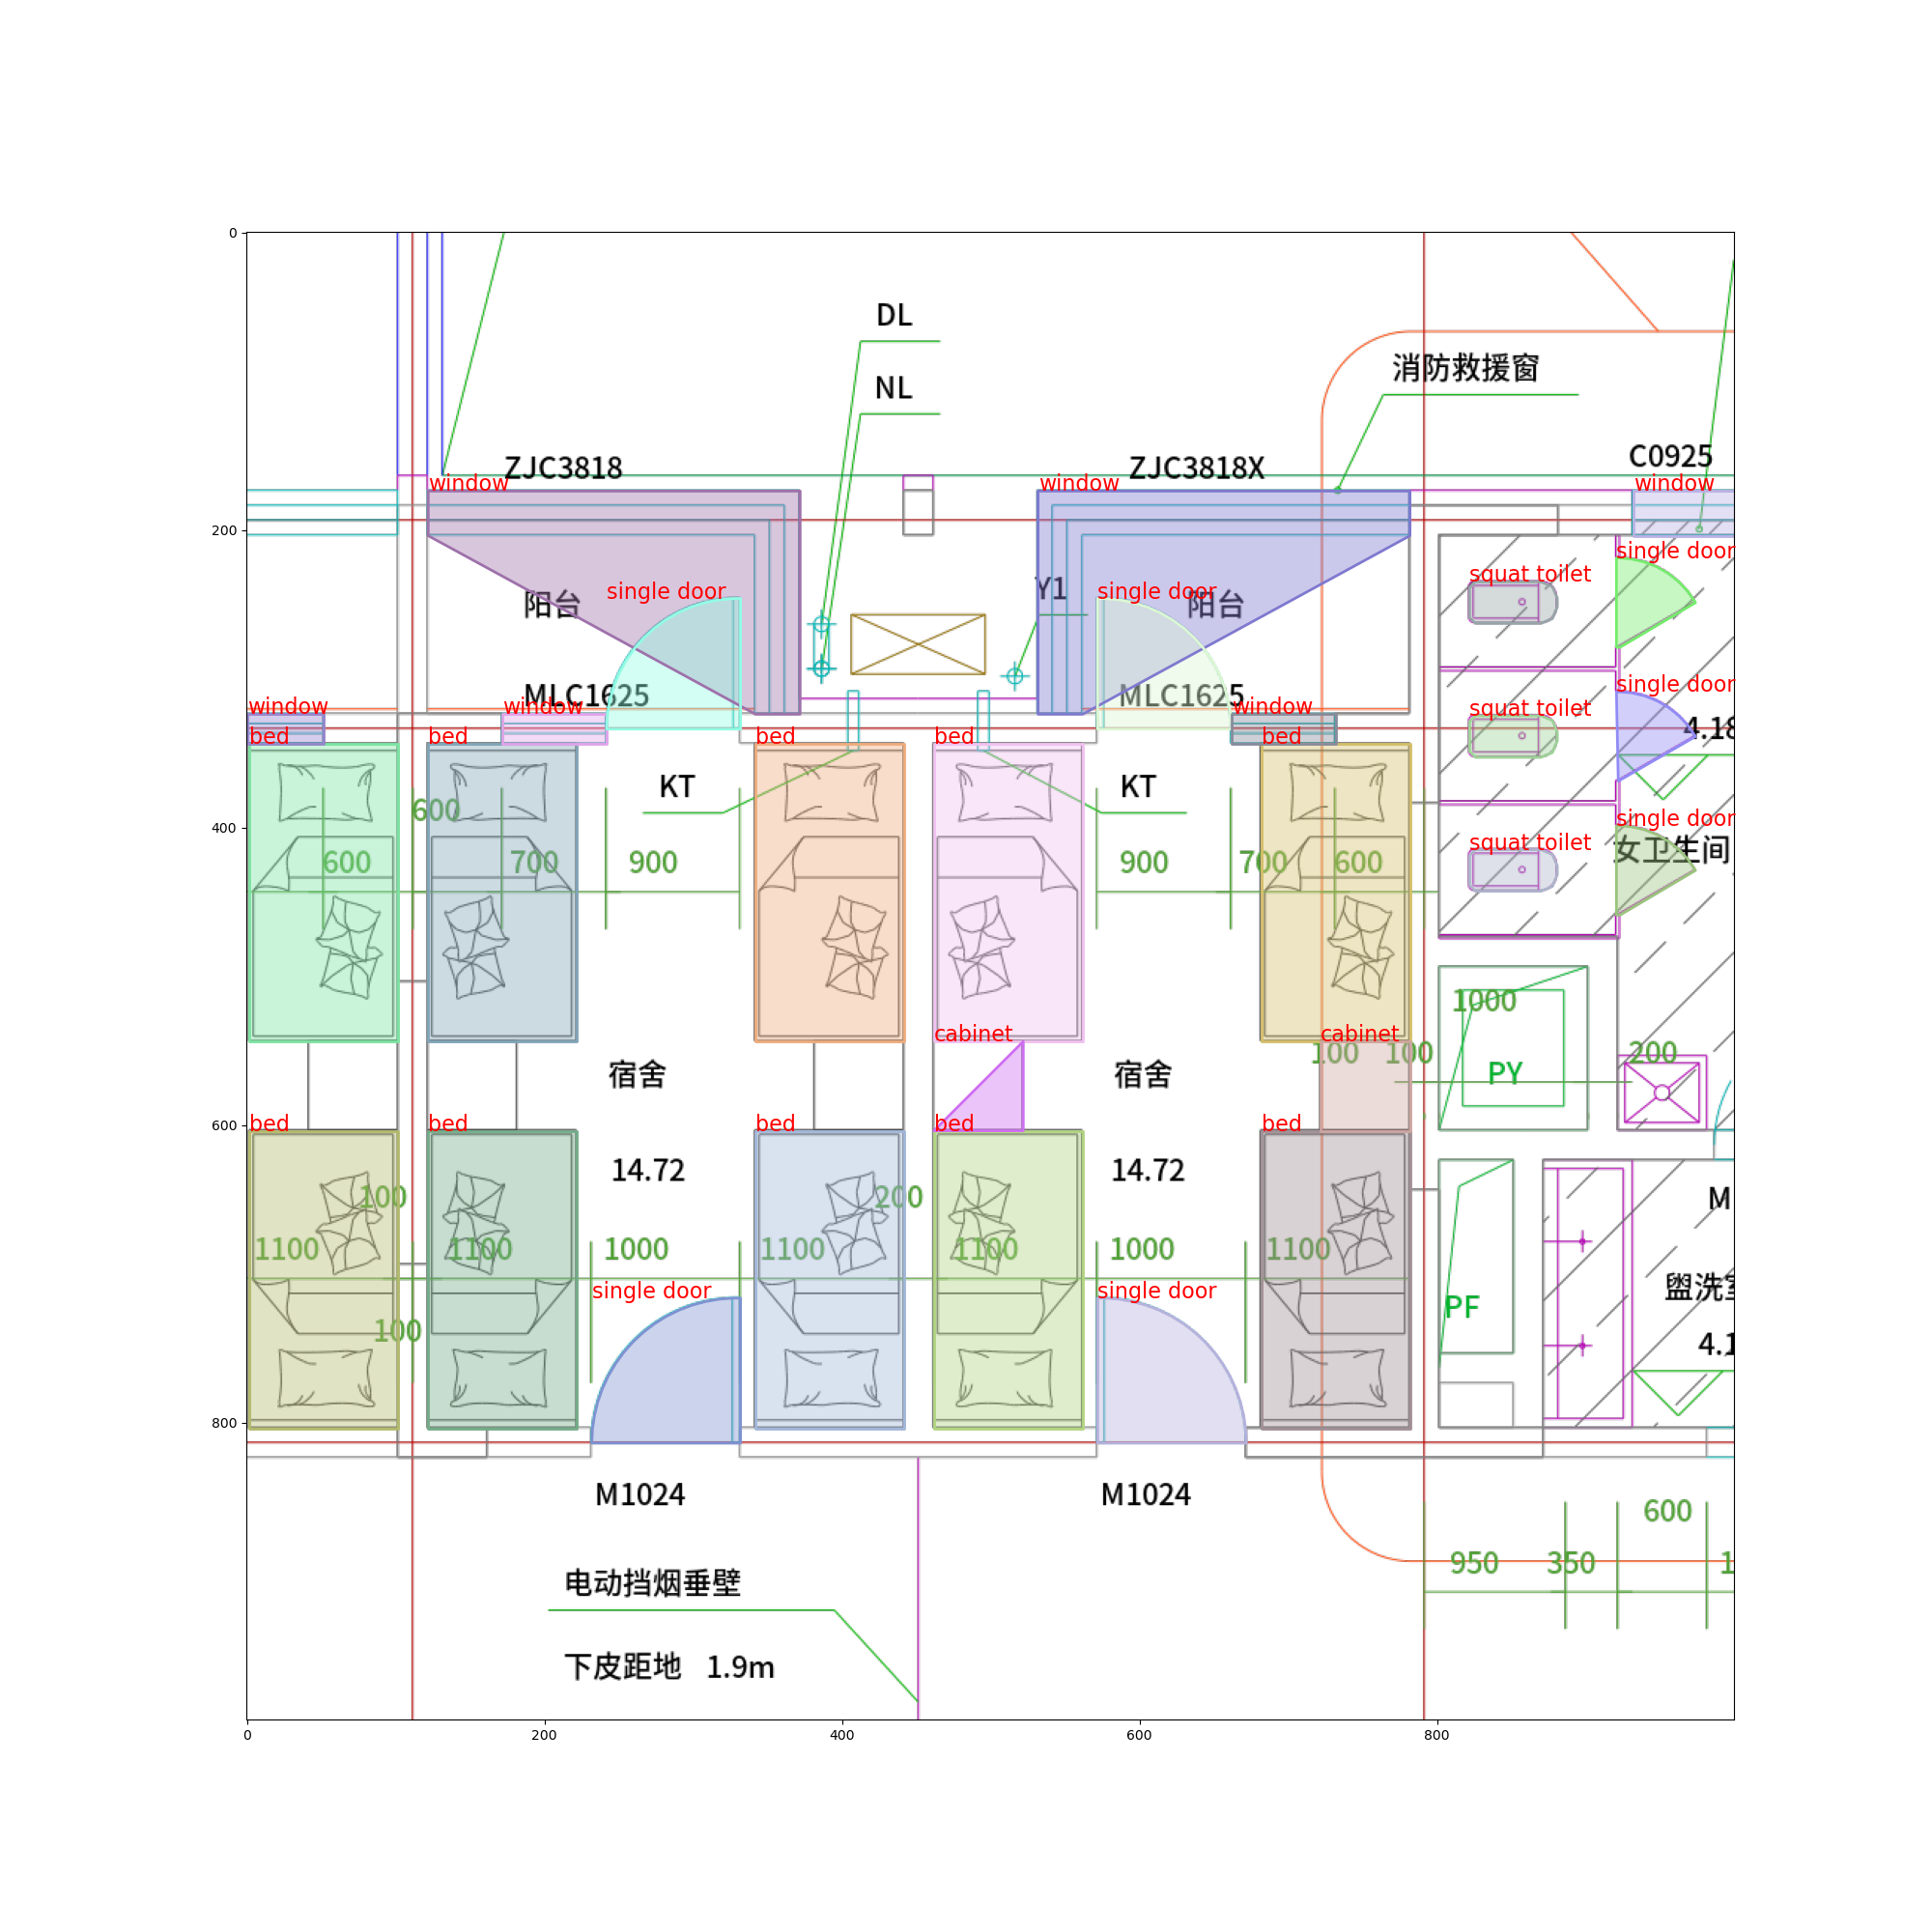 0
DL
消防救援窗
NL
ZJC3818
ZJC3818X
C0925
window
window
window
200
single door
squat toilet
Y1
阳台
single door
single door
阳台
MLC1625
MLC1625
single door
window
window
window
squat toilet
4.18
bed
bed
bed
bed
bed
KT
KT
600
single door
400
squat toilet
女卫生间
600
700
900
900
700
600
1000
cabinet
cabinet
100
100
200
宿舍
宿舍
PY
600
bed
bed
bed
bed
bed
14.72
14.72
100
200
M
1100
1100
1000
1100
1100
1000
1100
single door
single door
盥洗
PF
100
4.1
800
M1024
M1024
600
950
350
1
电动挡烟垂壁
下皮距地 1.9m
0
200
400
600
800